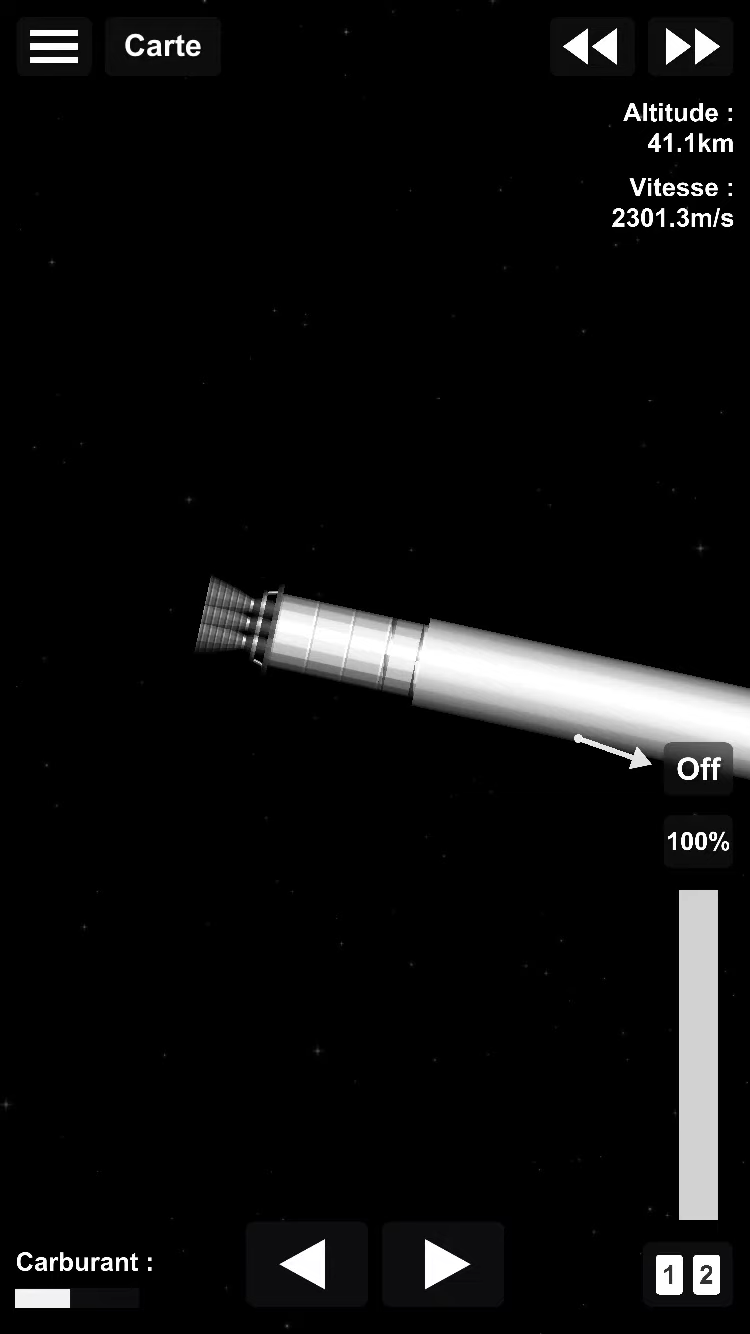 Carte
Altitude :
41.1km
Vitesse :
2301.3m/s
Off
100%
Carburant :
1 2